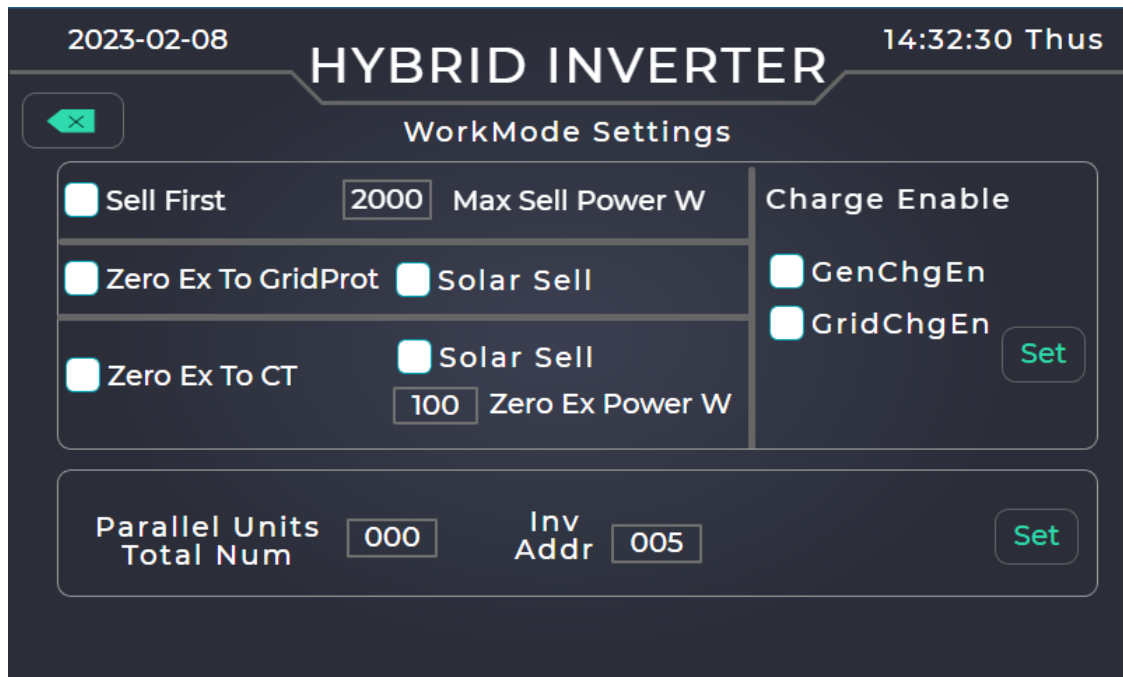 2023-02-08
14:32:30 Thus
HYBRID INVERTER
WorkMode Settings
Sell First 2000 Max Sell Power W
Zero Ex To GridProt Solar Sell
Zero Ex To CT
Solar Sell
100 Zero Ex Power W
Charge Enable
GenChgEn
GridChgEn
Set
Parallel Units
Total Num
000
Inv
Addr
005
Set